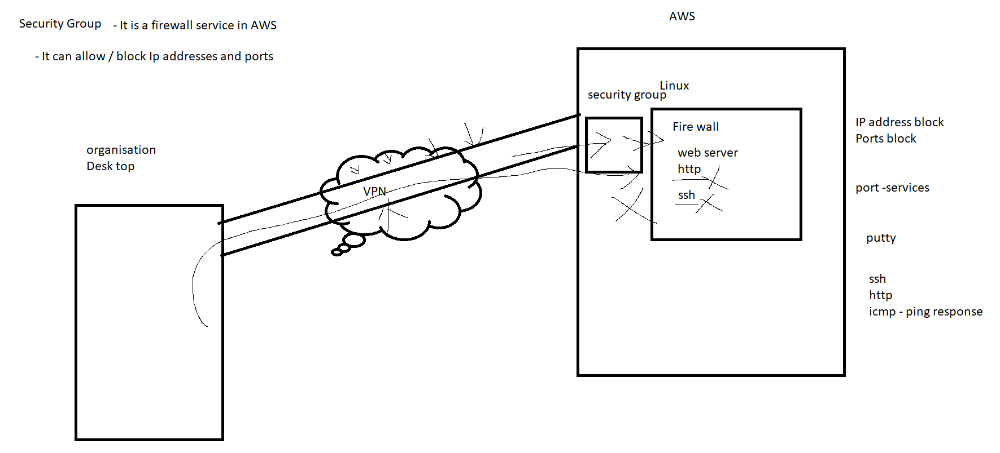 Security Group - It is a firewall service in AWS
- It can allow / block Ip addresses and ports
AWS
Linux
security group
Fire wall
web server
http
ssh
IP address block
Ports block
port -services
putty
ssh
http
icmp - ping response
organisation
Desk top
VPN